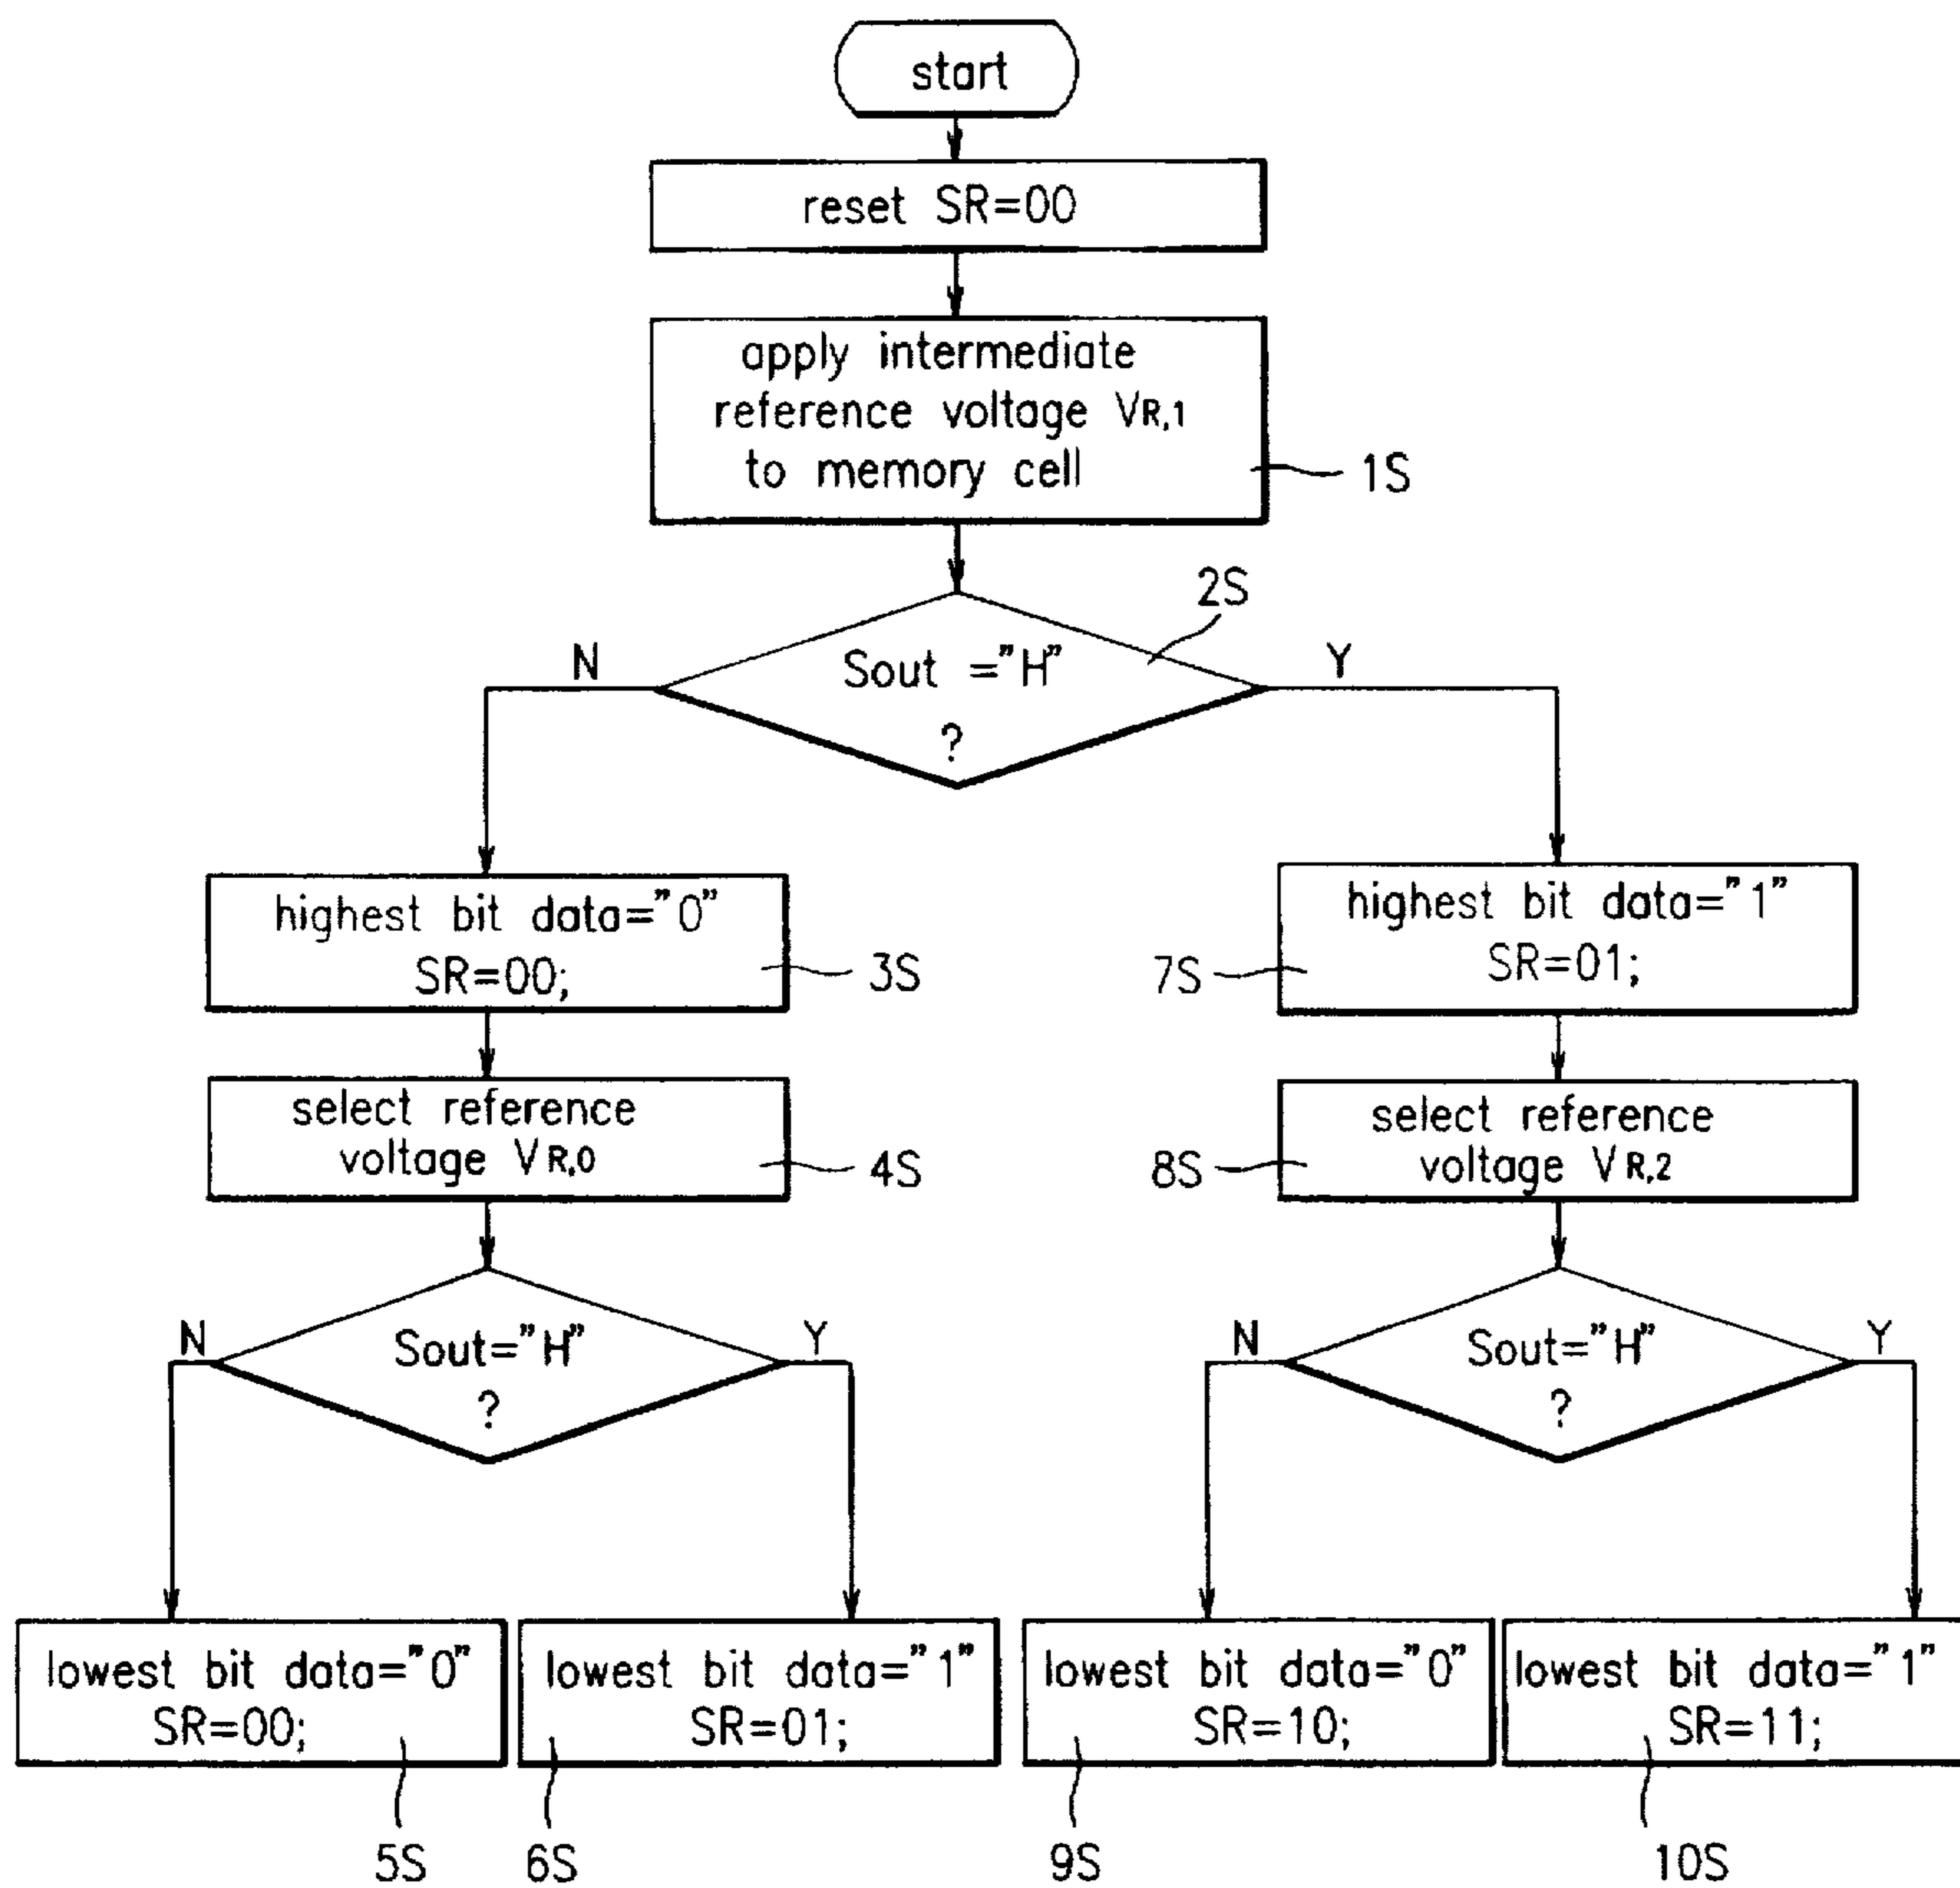 start
reset SR=00
apply intermediate
reference voltage VR,1
to memory cell
1S
2S
N
Sout ="H"
?
Y
highest bit data="0"
SR=00;
3S
highest bit data="1"
SR=01;
7S
select reference
voltage VR,0
4S
select reference
voltage VR,2
8S
N
Sout="H"
?
Y
N
Sout="H"
?
Y
lowest bit data="0"
SR=00;
lowest bit data="1"
SR=01;
lowest bit data="0"
SR=10;
lowest bit data="1"
SR=11;
5S
6S
9S
10S